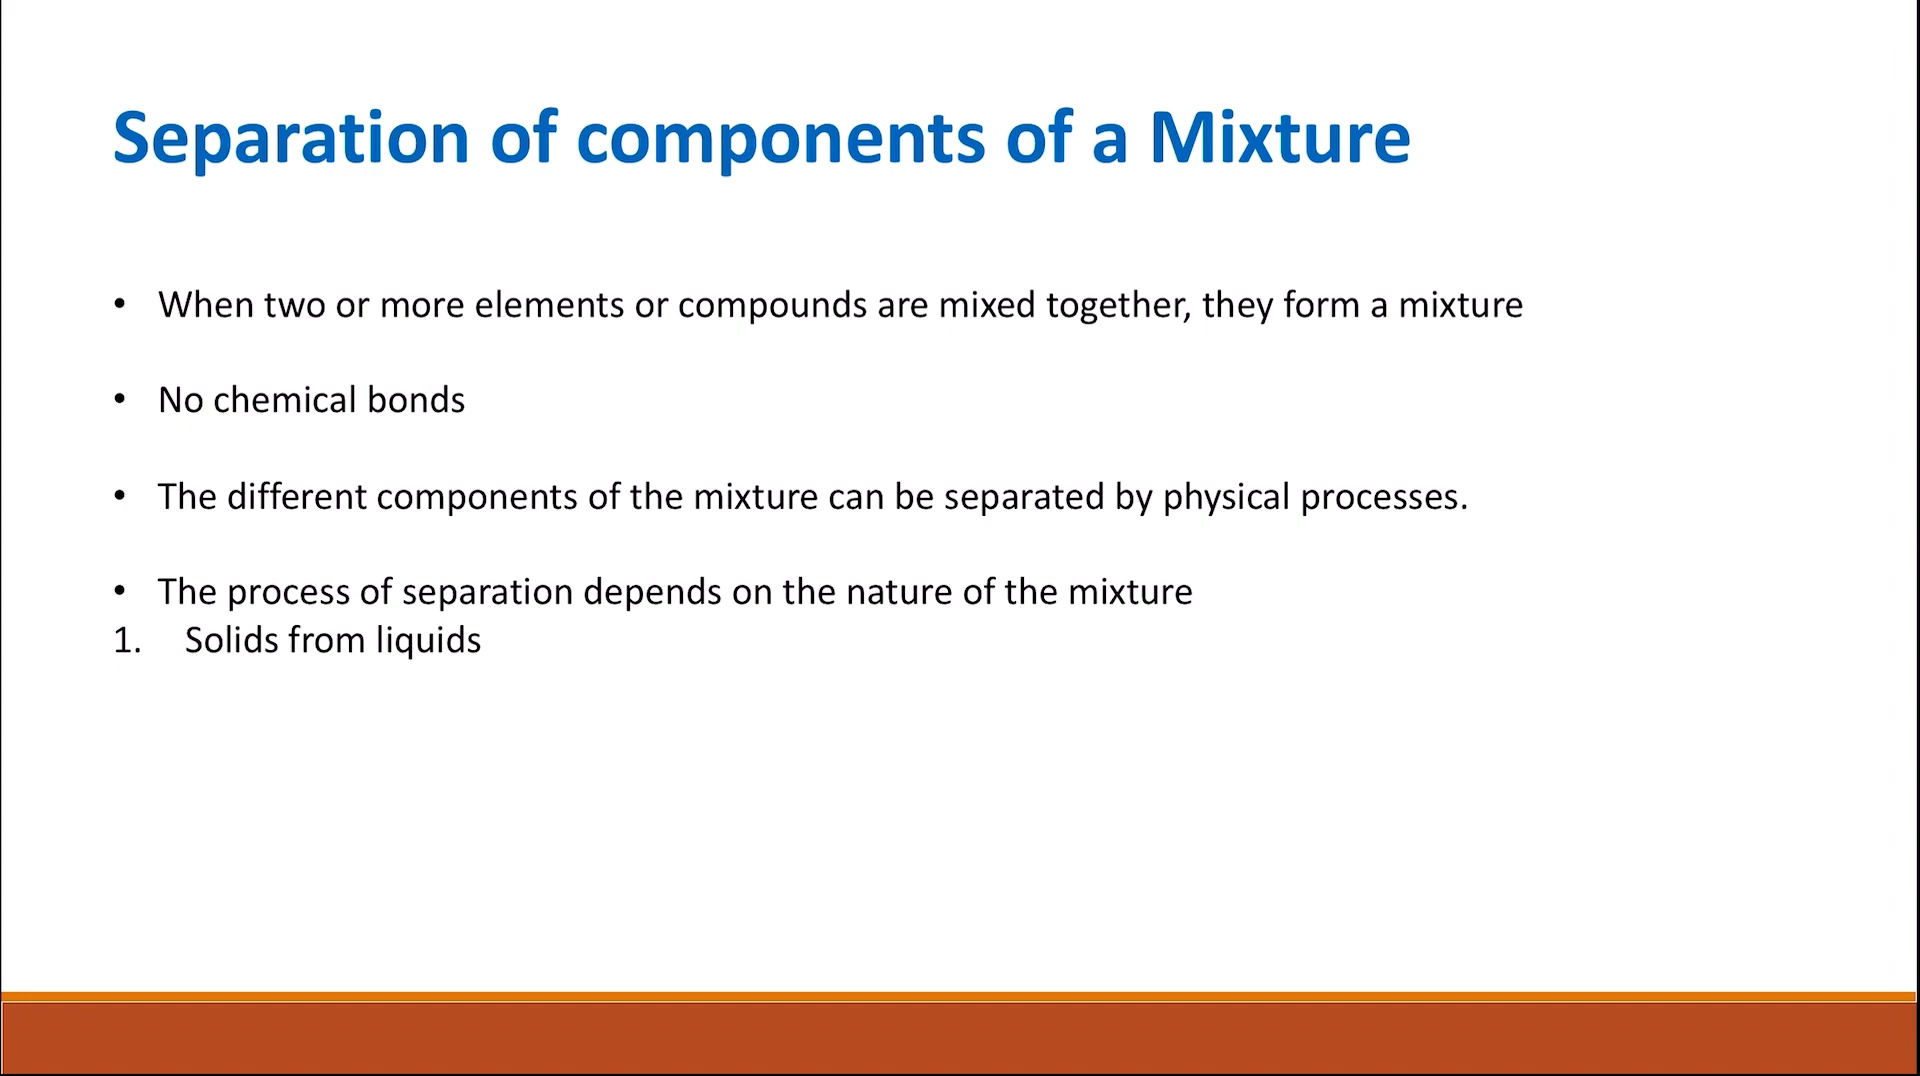 Separation of components of a Mixture
• When two or more elements or compounds are mixed together, they form a mixture
• No chemical bonds
• The different components of the mixture can be separated by physical processes.
• The process of separation depends on the nature of the mixture
1. Solids from liquids